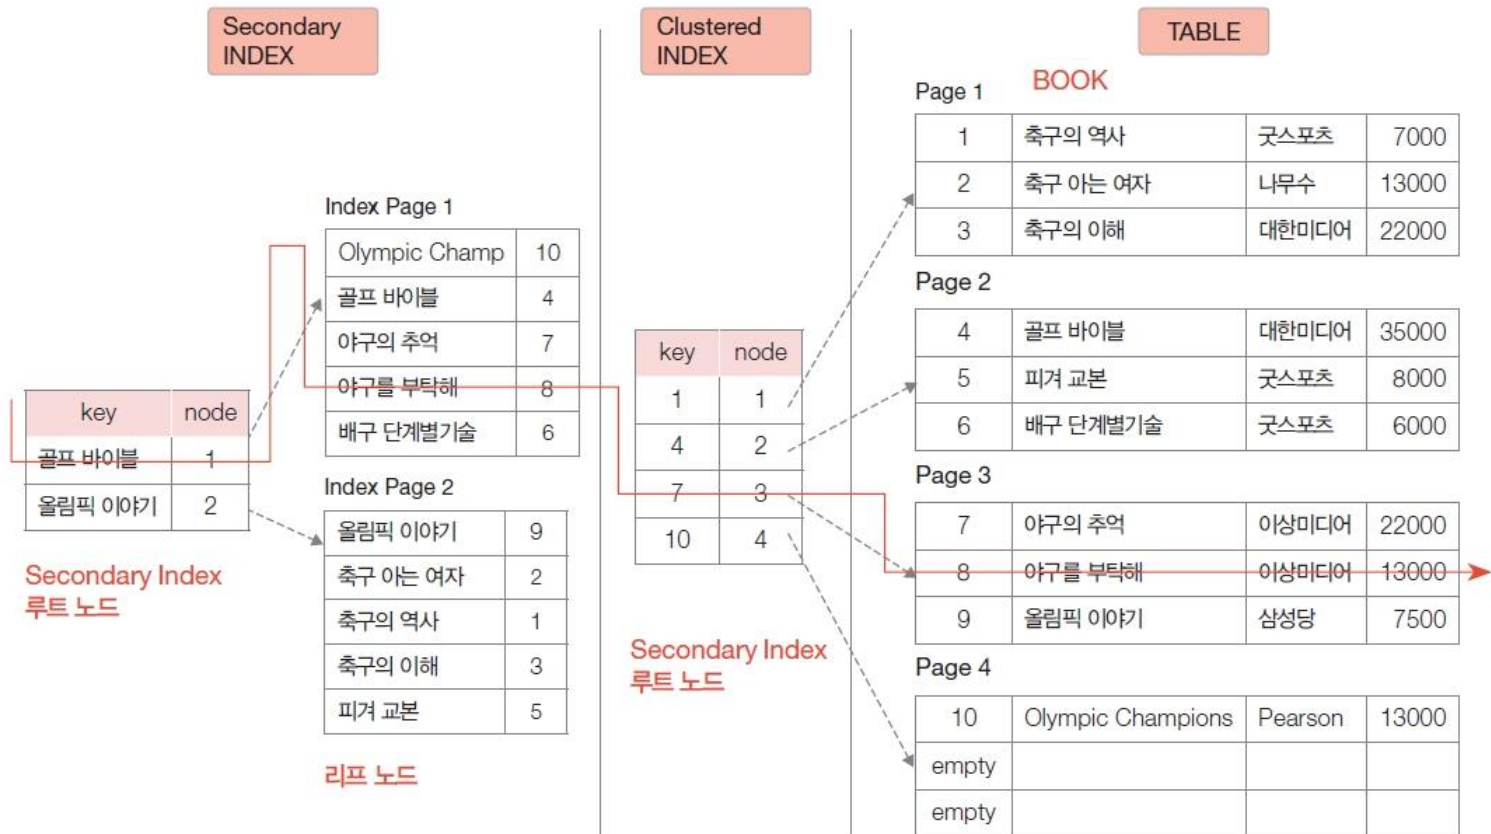 Secondary
INDEX
Clustered
INDEX
TABLE
key node
골프 바이블 1
올림픽 이야기 2
Secondary Index
루트 노드
Index Page 1
Olympic Champ 10
골프 바이블 4
야구의 추억 7
야구를 부탁해 8
배구 단계별기술 6
Index Page 2
올림픽 이야기 9
축구 아는 여자 2
축구의 역사 1
축구의 이해 3
피겨 교본 5
리프 노드
key node
1 1
4 2
7 3
10 4
Secondary Index
루트 노드
BOOK
Page 1
1 축구의 역사 굿스포츠 7000
2 축구 아는 여자 나무수 13000
3 축구의 이해 대한미디어 22000
Page 2
4 골프 바이블 대한미디어 35000
5 피겨 교본 굿스포츠 8000
6 배구 단계별기술 굿스포츠 6000
Page 3
7 야구의 추억 이상미디어 22000
8 야구를 부탁해 이상미디어 13000
9 올림픽 이야기 삼성당 7500
Page 4
10 Olympic Champions Pearson 13000
empty
empty